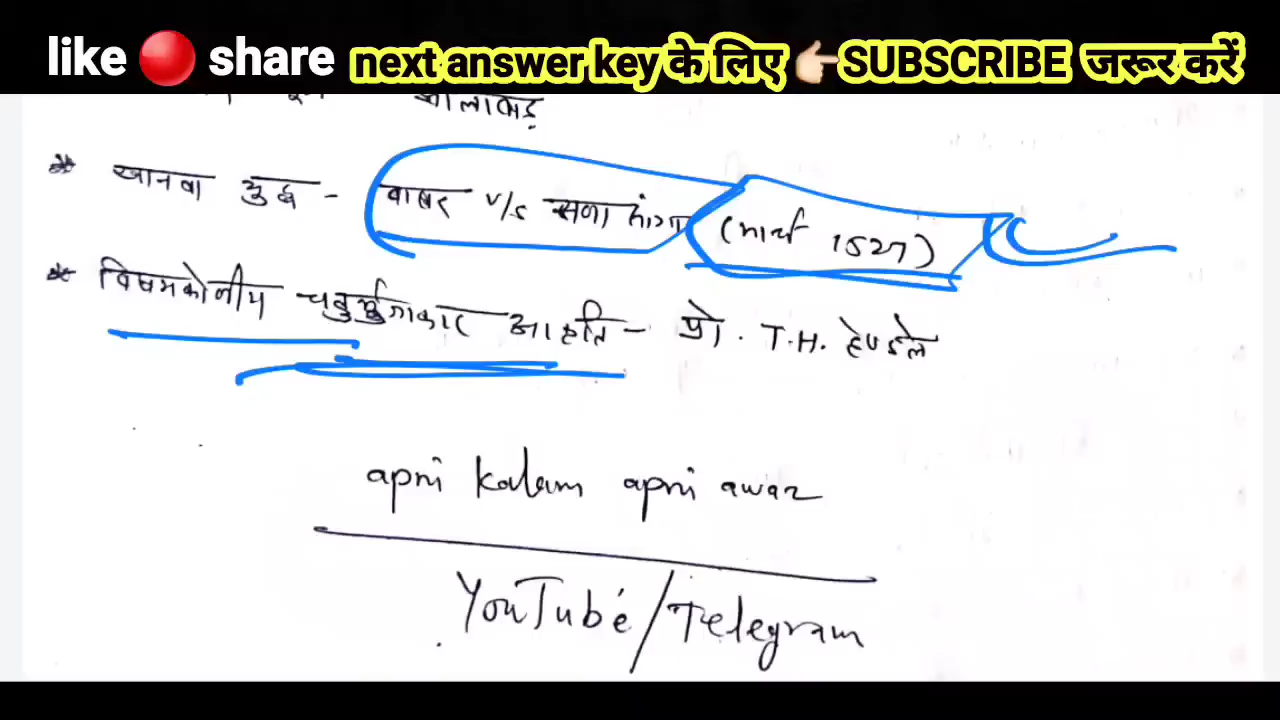 like 🔴 share next answer key के लिए 👉🏻SUBSCRIBE जरूर करें
* खानवा युद्ध - बाबर v/s राणा सांगा (मार्च 1527)
* विषमकोनीय चतुर्भुजाकार आकृति - प्रो. T.H. हेण्डले
apni kalam apni awaz
YouTube/Telegram